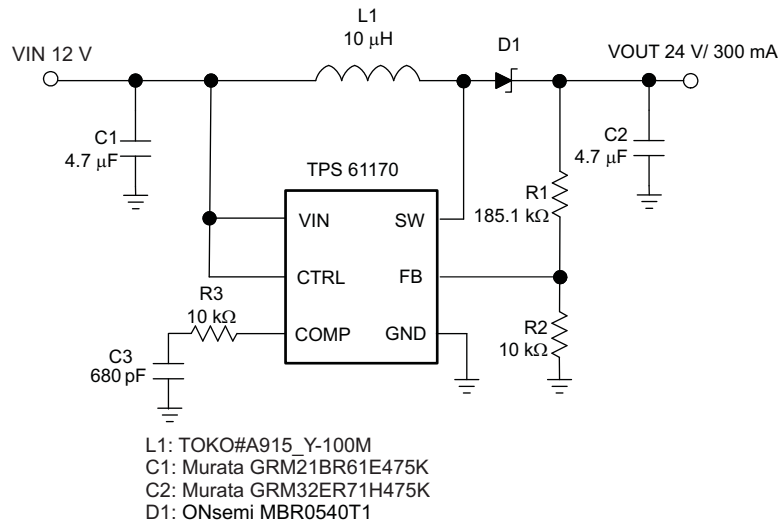 L1
10 µH
D1
VIN 12 V
VOUT 24 V/ 300 mA
C1
4.7 µF
C2
4.7 µF
TPS 61170
R1
185.1 kΩ
VIN
SW
CTRL
FB
R3
10 kΩ
COMP
GND
R2
10 kΩ
C3
680 pF
L1: TOKO#A915_Y-100M
C1: Murata GRM21BR61E475K
C2: Murata GRM32ER71H475K
D1: ONsemi MBR0540T1